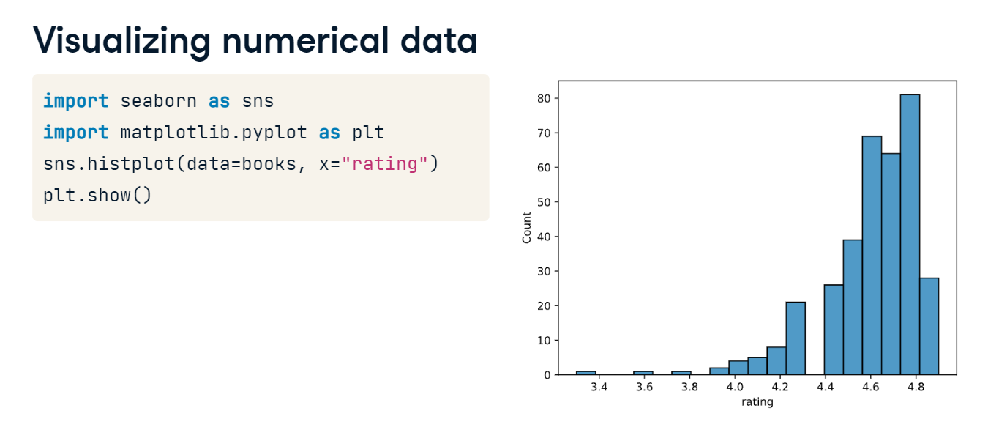 Visualizing numerical data
import seaborn as sns
import matplotlib.pyplot as plt
sns.histplot(data=books, x="rating")
plt.show()
80
70
60
50
40
30
20
10
0
Count
3.4 3.6 3.8 4.0 4.2 4.4 4.6 4.8
rating